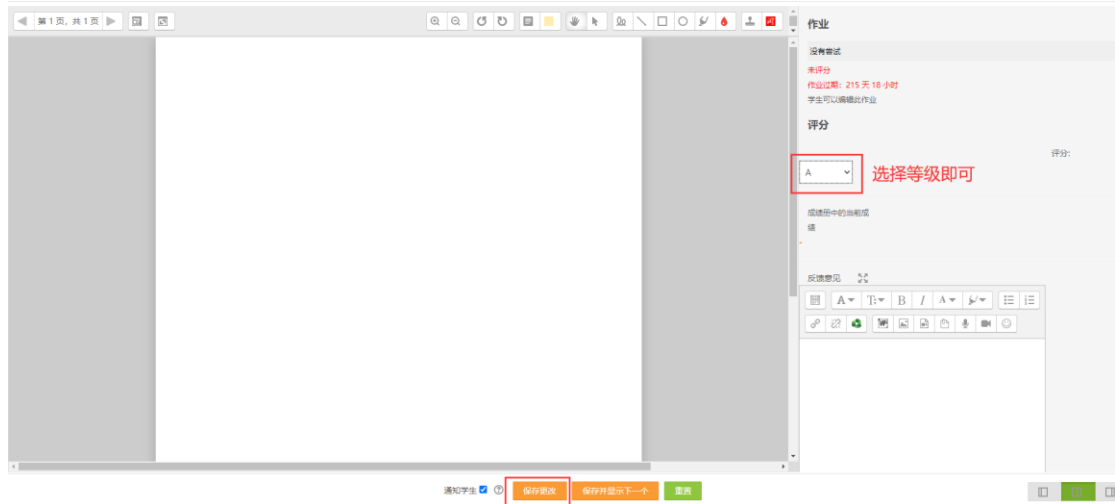 第1页, 共1页
作业
没有尝试
未评分
作业过期: 215 天 18 小时
学生可以编辑此作业
评分
评分:
A
选择等级即可
成绩册中的当前成
绩
-
反馈意见
A T: B I A
通知学生
保存更改
保存并显示下一个
重置